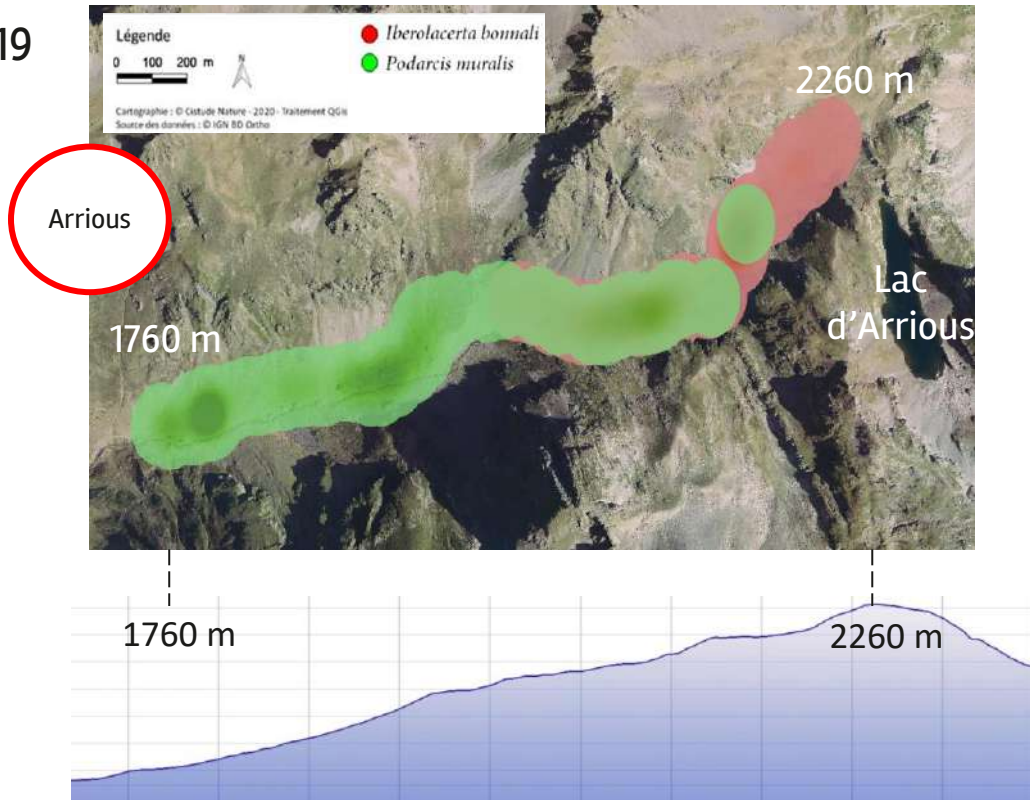 19
Légende
0 100 200 m
N
Iberolacerta bonnali
Podarcis muralis
Cartographie : © Cistude Nature - 2020 - Traitement QGis
Source des données : © IGN BD Ortho
Arrious
2260 m
1760 m
Lac
d'Arrious
1760 m
2260 m